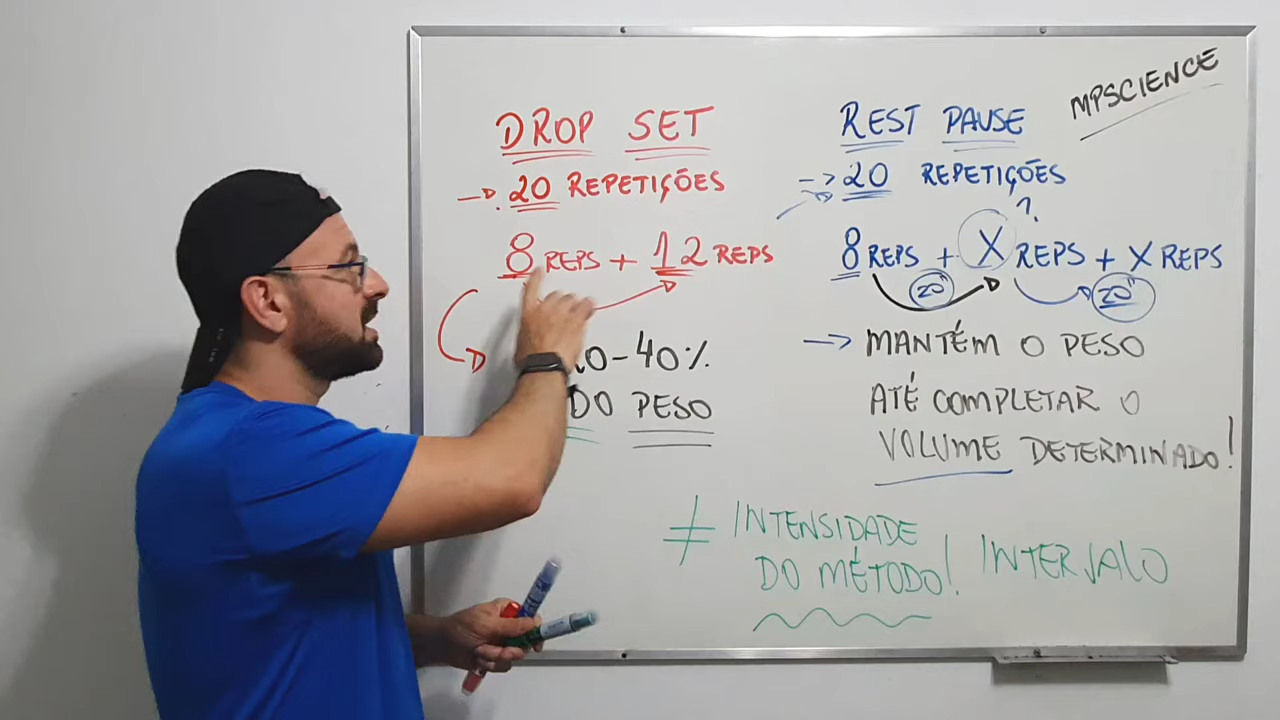 MPSCIENCE
DROP SET
-> 20 REPETIÇÕES
8 REPS + 12 REPS
20-40%
DO PESO
REST PAUSE
-> 20 REPETIÇÕES
?
8 REPS + X REPS + X REPS
20" 20"
-> MANTÉM O PESO
ATÉ COMPLETAR O
VOLUME DETERMINADO!
≠ INTENSIDADE
DO MÉTODO! INTERVALO